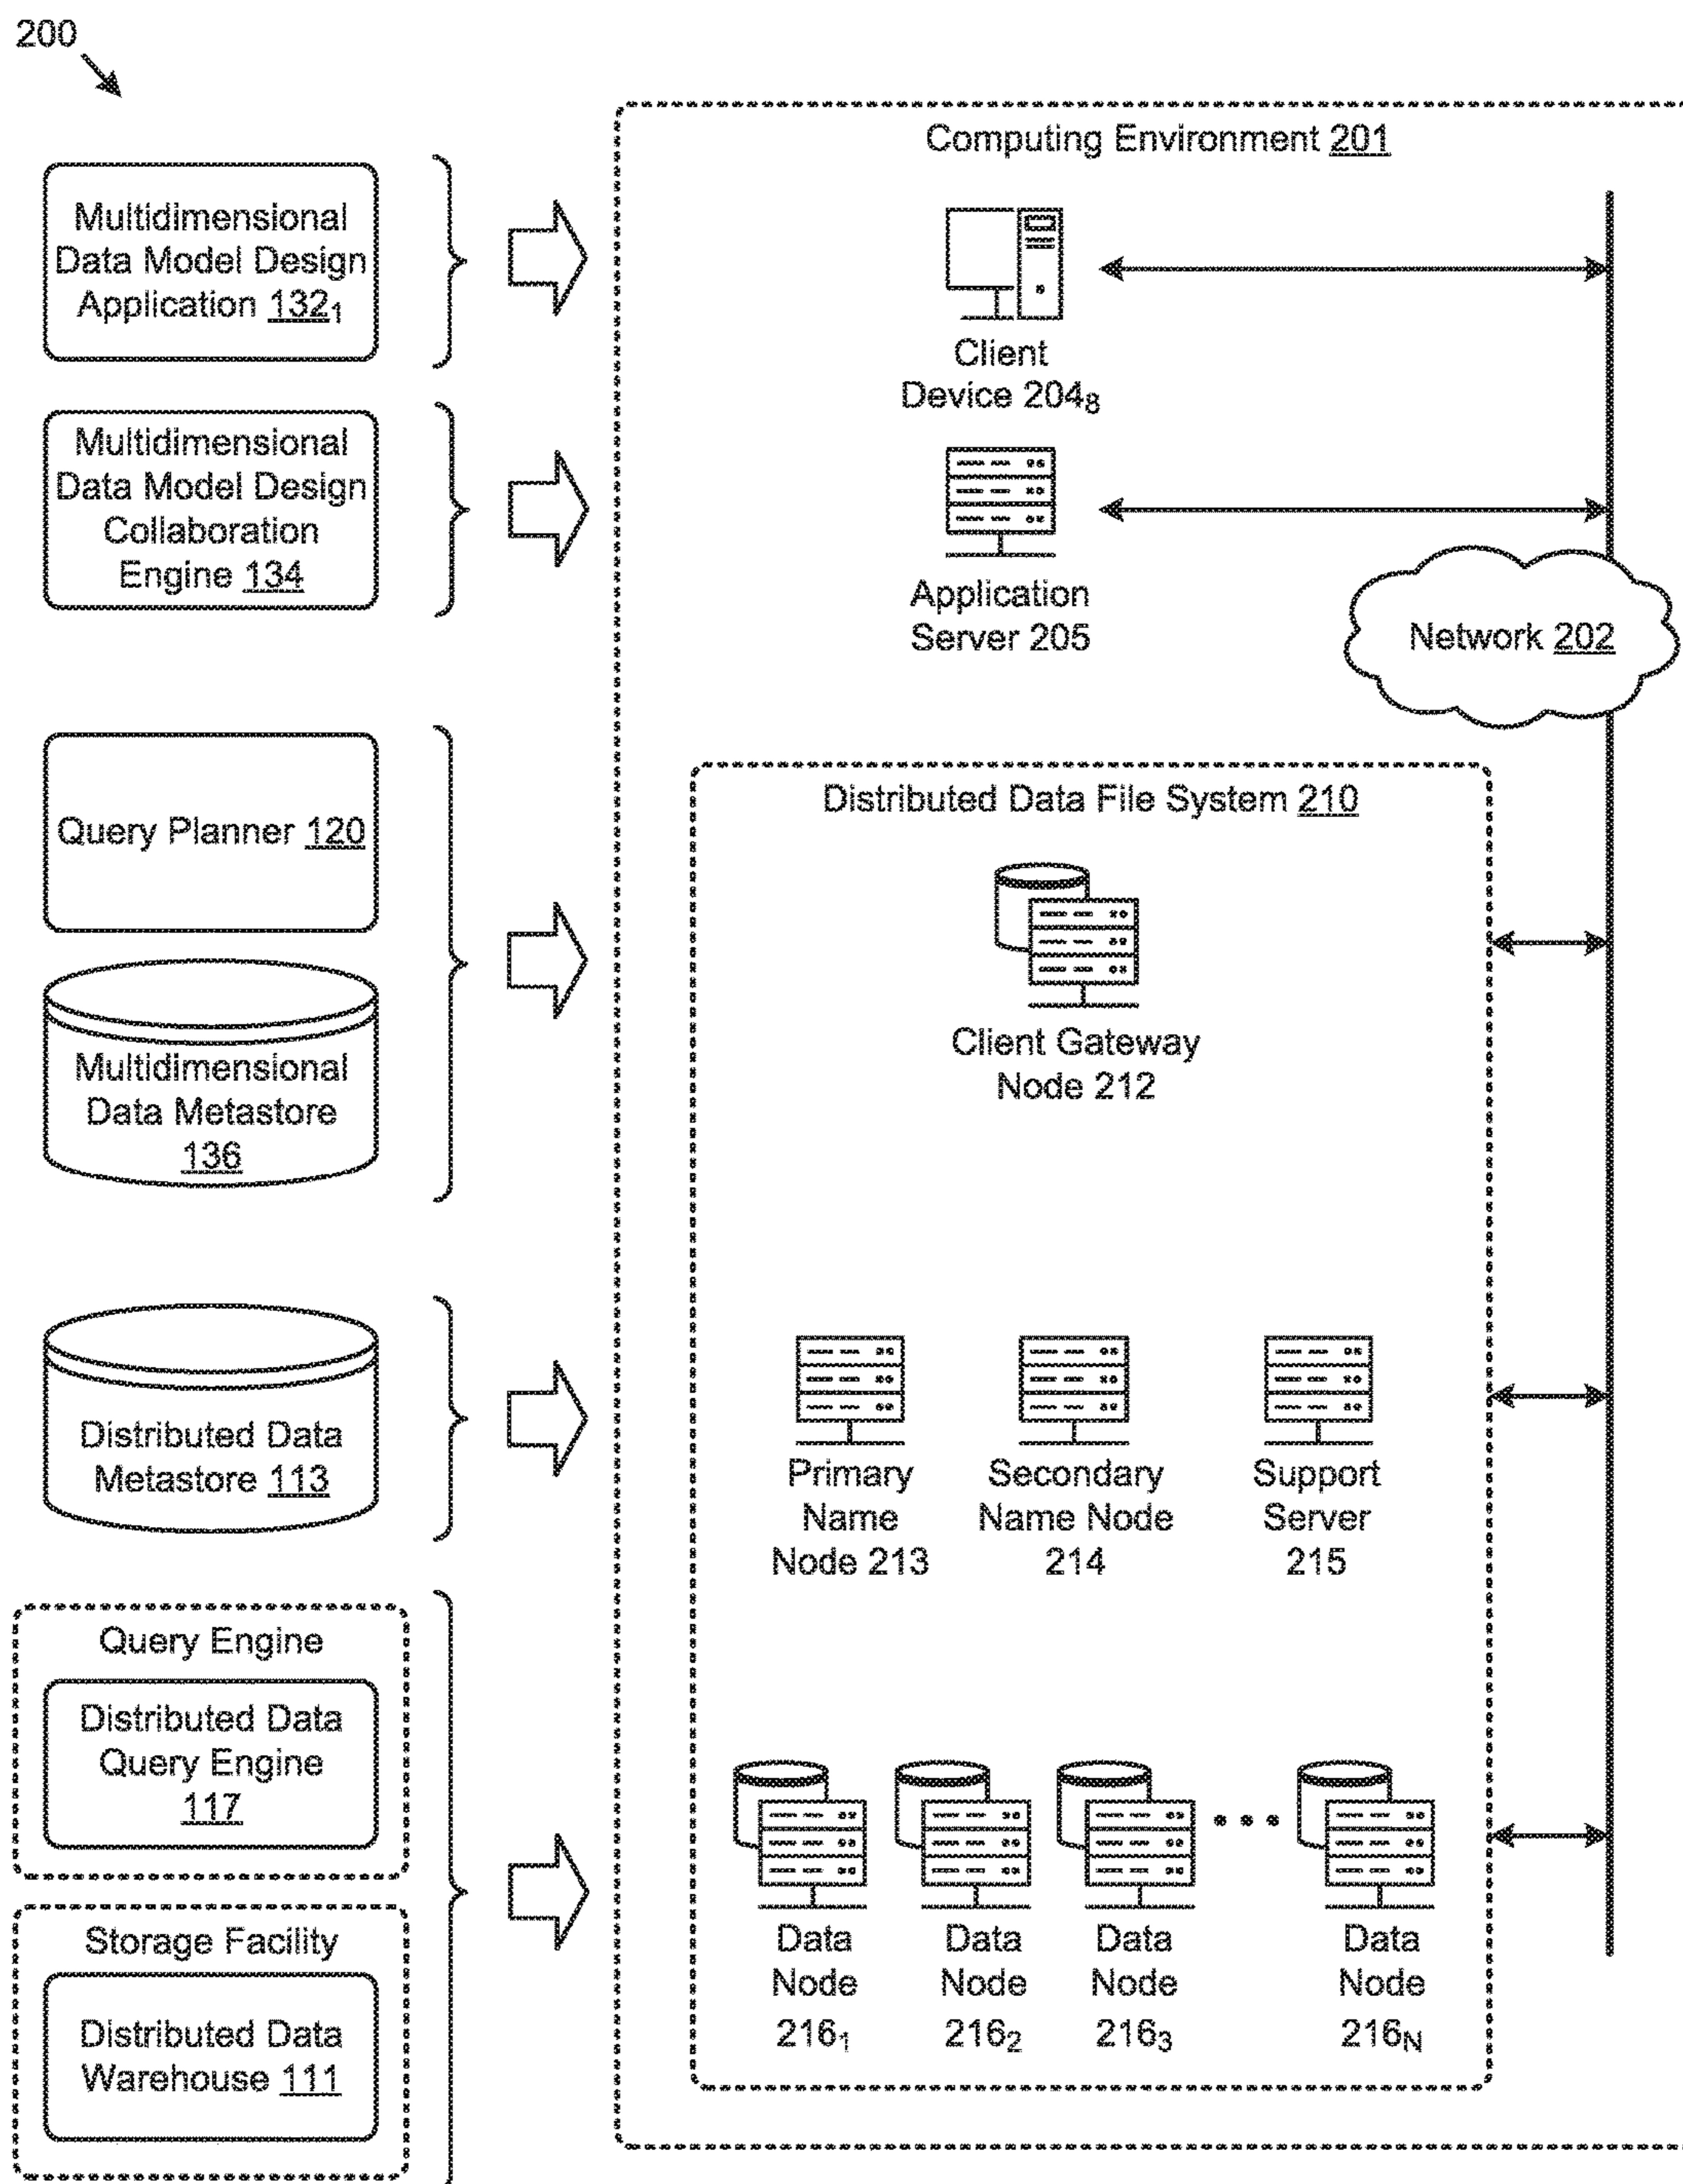 200
Multidimensional
Data Model Design
Application 132₁
Multidimensional
Data Model Design
Collaboration
Engine 134
Query Planner 120
Multidimensional
Data Metastore
136
Distributed Data
Metastore 113
Query Engine
Distributed Data
Query Engine
117
Storage Facility
Distributed Data
Warehouse 111
Computing Environment 201
Client
Device 204₈
Application
Server 205
Network 202
Distributed Data File System 210
Client Gateway
Node 212
Primary
Name
Node 213
Secondary
Name Node
214
Support
Server
215
Data
Node
216₁
Data
Node
216₂
Data
Node
216₃
Data
Node
216N